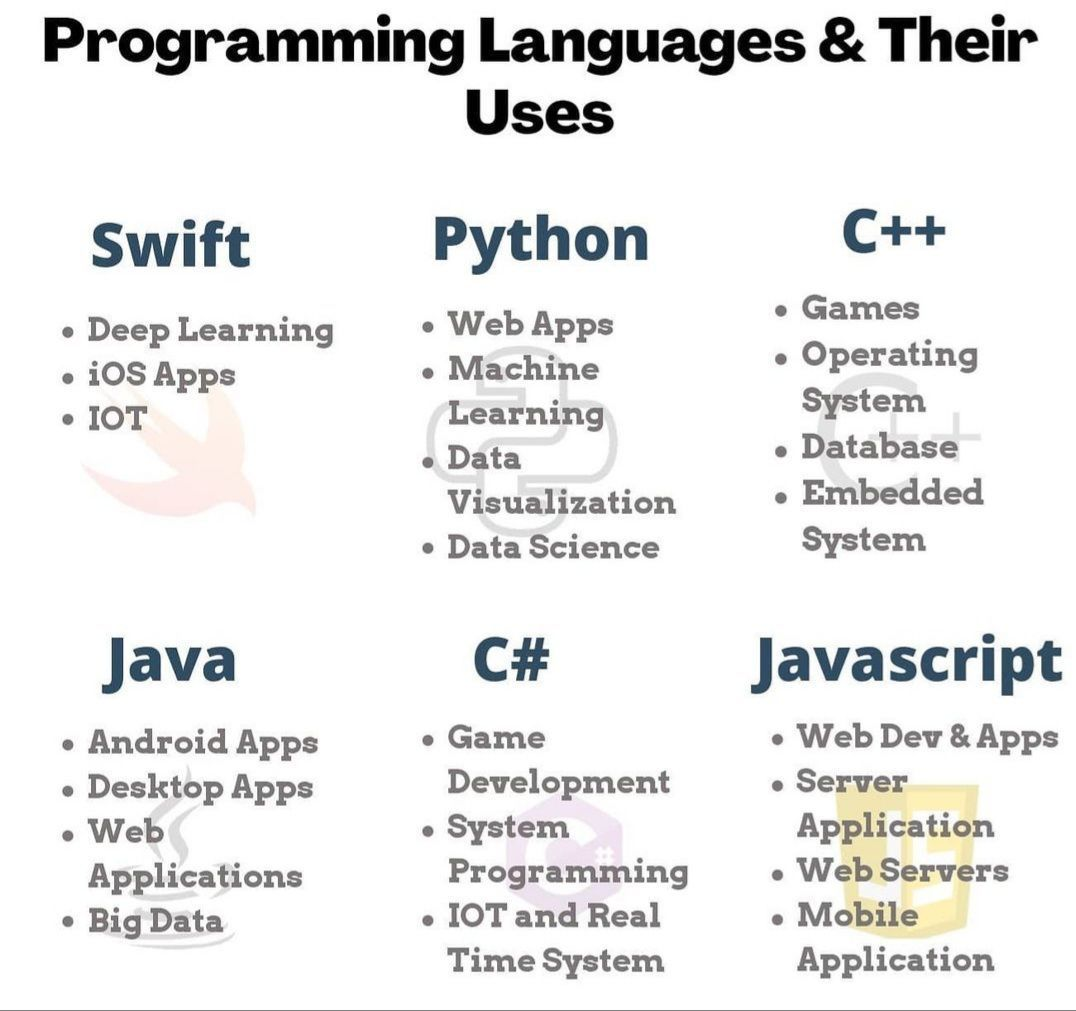 Programming Languages & Their
Uses
Swift
• Deep Learning
• iOS Apps
• IOT
Python
• Web Apps
• Machine
Learning
• Data
Visualization
• Data Science
C++
• Games
• Operating
System
• Database
• Embedded
System
Java
• Android Apps
• Desktop Apps
• Web
Applications
• Big Data
C#
• Game
Development
• System
Programming
• IOT and Real
Time System
Javascript
• Web Dev & Apps
• Server
Application
• Web Servers
• Mobile
Application
C++
C#
JS